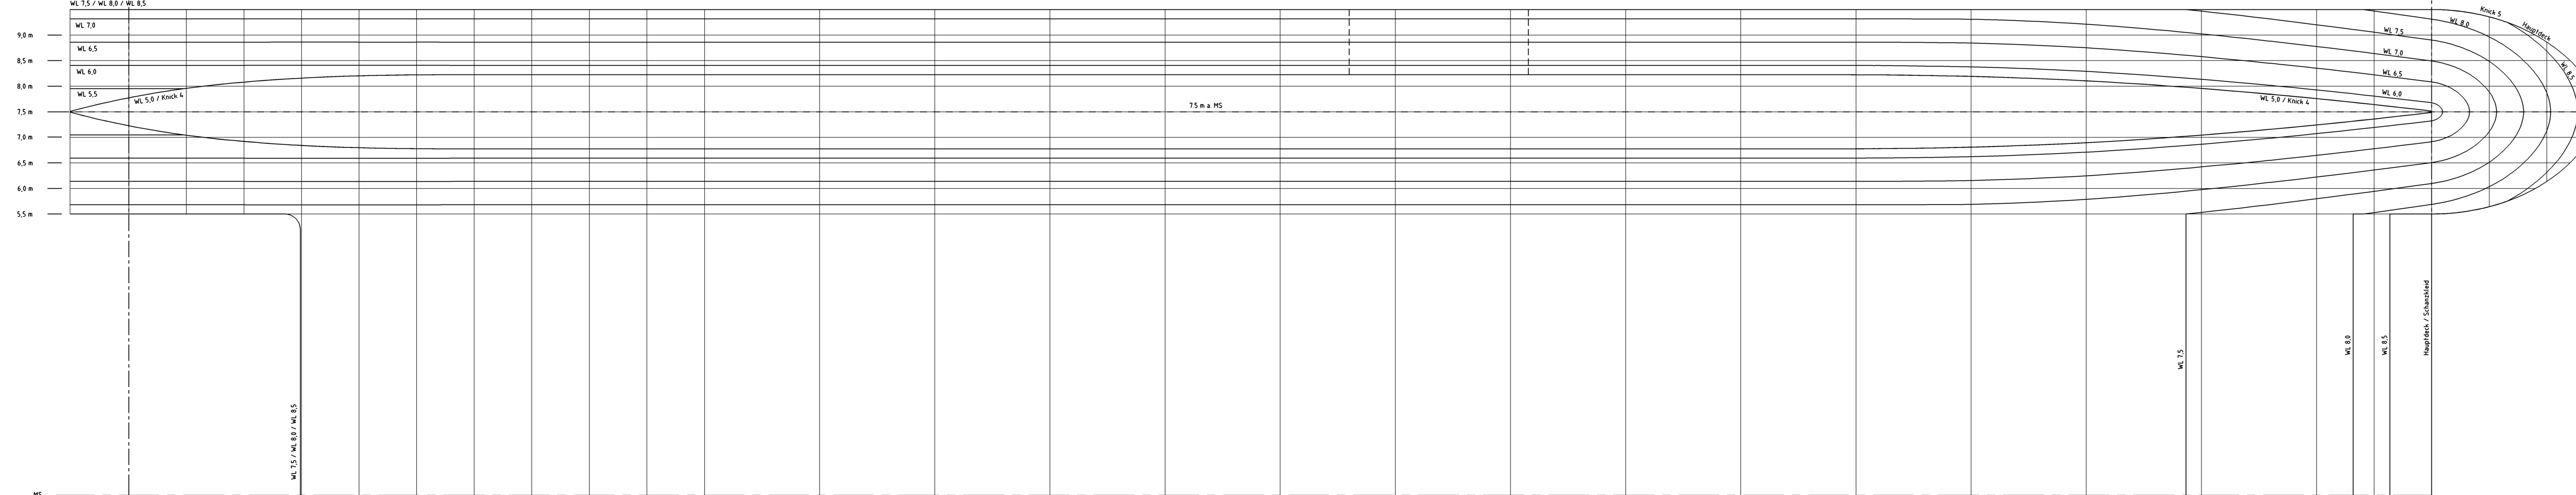 WL 7,5 / WL 8,0 / WL 8,5
WL 7,0
9,0 m
WL 6,5
8,5 m
WL 6,0
8,0 m
WL 5,5
WL 5,0 / Knick 4
7,5 m
7.5 m a. MS
7,0 m
6,5 m
6,0 m
5,5 m
Knick 5
WL 8,0
Hauptdeck
WL 7,5
WL 7,0
WL 8,5
WL 6,5
WL 6,0
WL 5,0 / Knick 4
WL 7,5 / WL 8,0 / WL 8,5
WL 7,5
WL 8,0
WL 8,5
Hauptdeck / Schanzkleid
MS